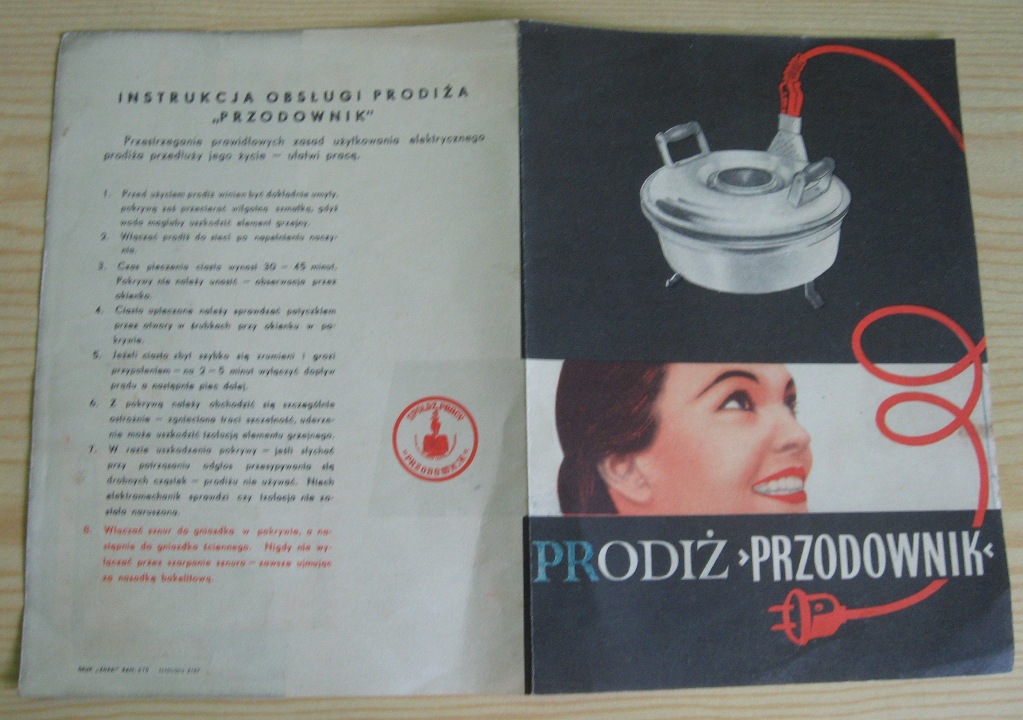 INSTRUKCJA OBSŁUGI PRODIŻA
„PRZODOWNIK"
Przestrzeganie prawidłowych zasad użytkowania elektrycznego
prodiża przedłuży jego życie — ułatwi pracę.
1. Przed użyciem prodiż winien być dokładnie umyty,
pokrywę zaś przecierać wilgotną szmatką, gdyż
woda mogłaby uszkodzić element grzejny.
2. Włączać prodiż do sieci po napełnieniu naczy-
nia.
3. Czas pieczenia ciasta wynosi 30 — 45 minut.
Pokrywy nie należy unosić — obserwacja przez
okienko.
4. Ciasto upieczone należy sprawdzać patyczkiem
przez otwory w śrubkach przy okienku w po-
krywie.
5. Jeżeli ciasto zbyt szybko się zrumieni i grozi
przypaleniem — na 2 — 5 minut wyłączyć dopływ
prądu a następnie piec dalej.
6. Z pokrywą należy obchodzić się szczególnie
ostrożnie — zgnieciona traci szczelność, uderze-
nie może uszkodzić izolację elementu grzejnego.
7. W razie uszkodzenia pokrywy — jeśli słychać
przy potrząsaniu odgłos przesypywania się
drobnych cząstek — prodiżu nie używać. Niech
elektromechanik sprawdzi czy izolacja nie zo-
stała naruszona.
8. Włączać sznur do gniazdka w pokrywie, a na-
stępnie do gniazdka ściennego. Nigdy nie wy-
łączać przez szarpanie sznura — zawsze ujmując
za nasadkę bakelitową.
SPÓŁDZ. PRACY
„PRZODOWNIK"
PRODIŻ ›PRZODOWNIK‹